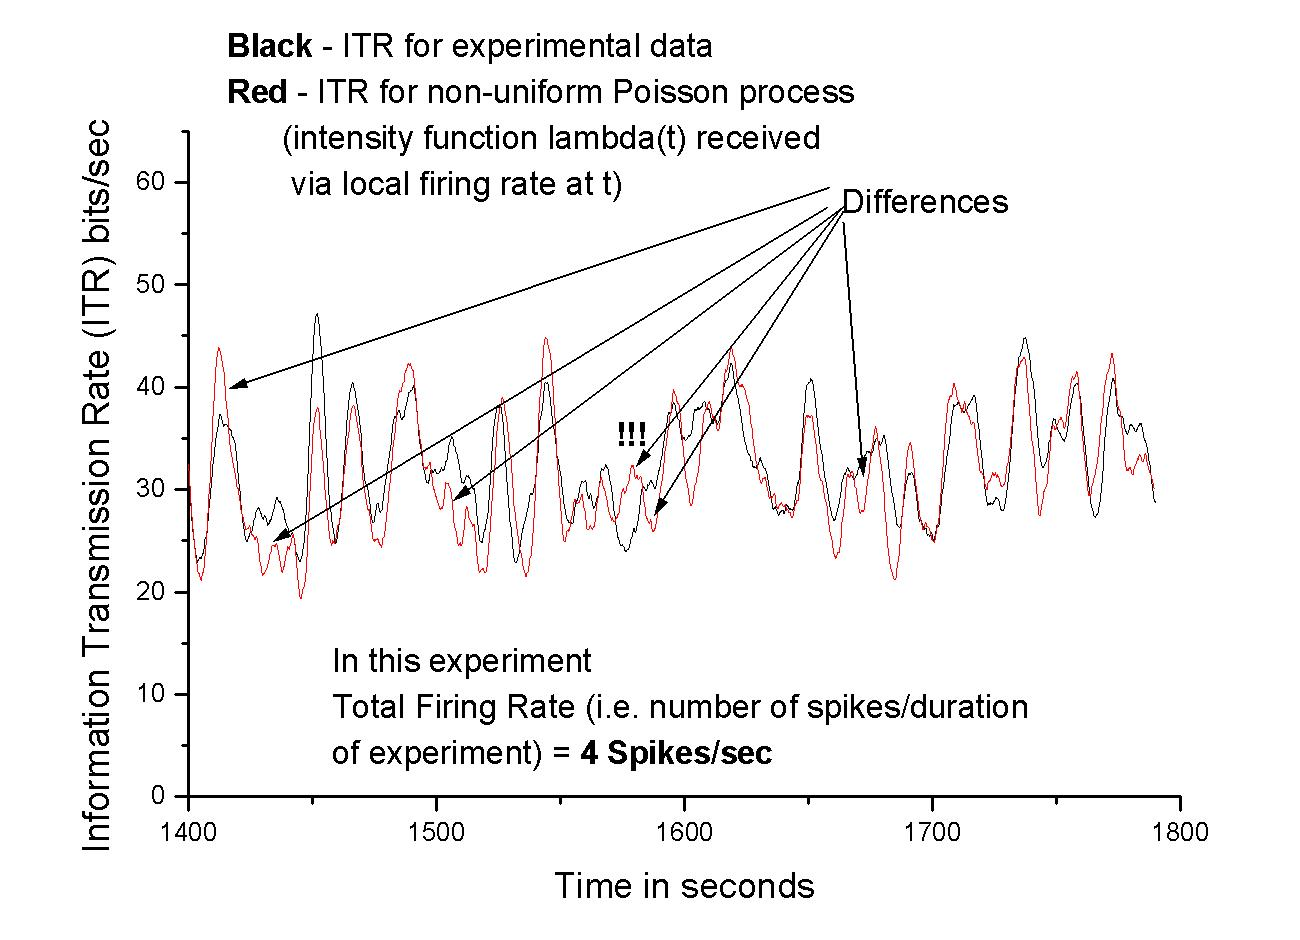 Black - ITR for experimental data
Red - ITR for non-uniform Poisson process
(intensity function lambda(t) received
via local firing rate at t)
Differences
Information Transmission Rate (ITR) bits/sec
60
50
40
30
20
10
0
!!!
In this experiment
Total Firing Rate (i.e. number of spikes/duration
of experiment) = 4 Spikes/sec
1400 1500 1600 1700 1800
Time in seconds